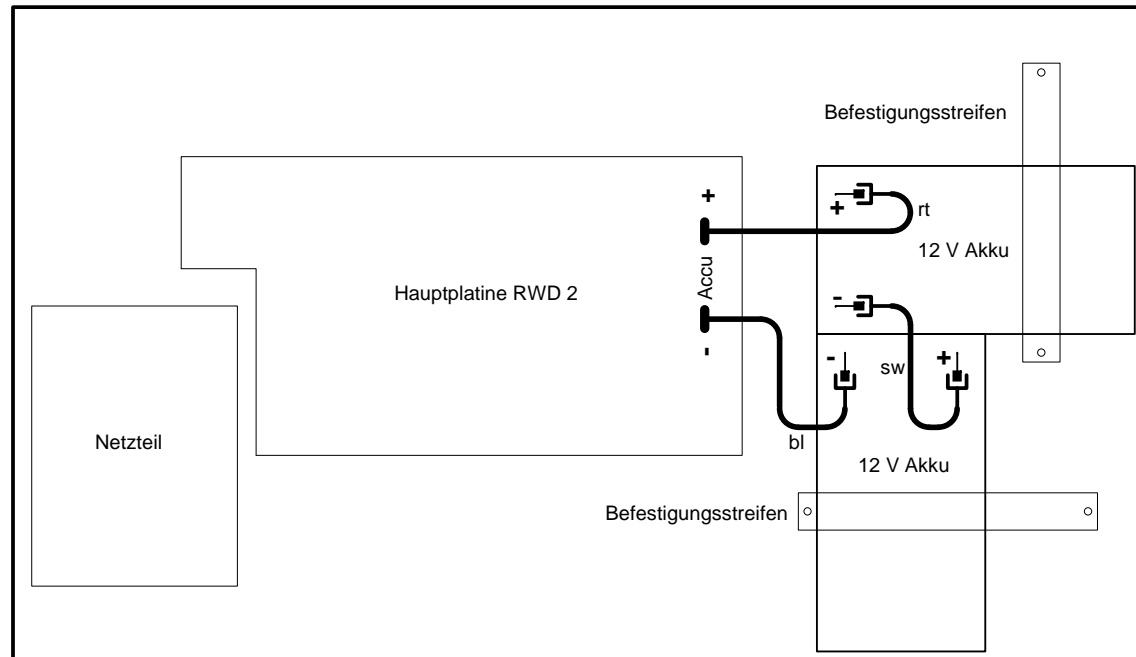 Befestigungsstreifen
+
+
rt
12 V Akku
Hauptplatine RWD 2
Accu
-
-
-
+
sw
Netzteil
bl
12 V Akku
Befestigungsstreifen